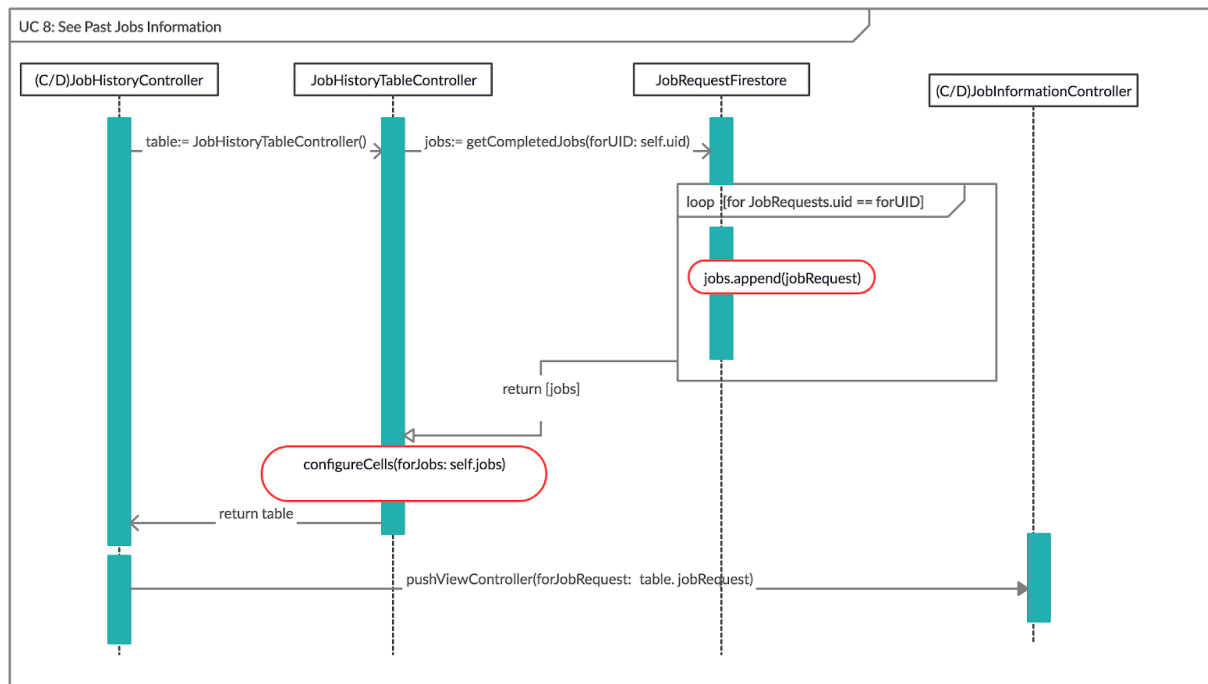 UC 8: See Past Jobs Information
(C/D)JobHistoryController
JobHistoryTableController
JobRequestFirestore
(C/D)JobInformationController
table:= JobHistoryTableController()
jobs:= getCompletedJobs(forUID: self.uid)
loop [for JobRequests.uid == forUID]
jobs.append(jobRequest)
return [jobs]
configureCells(forJobs: self.jobs)
return table
pushViewController(forJobRequest: table. jobRequest)